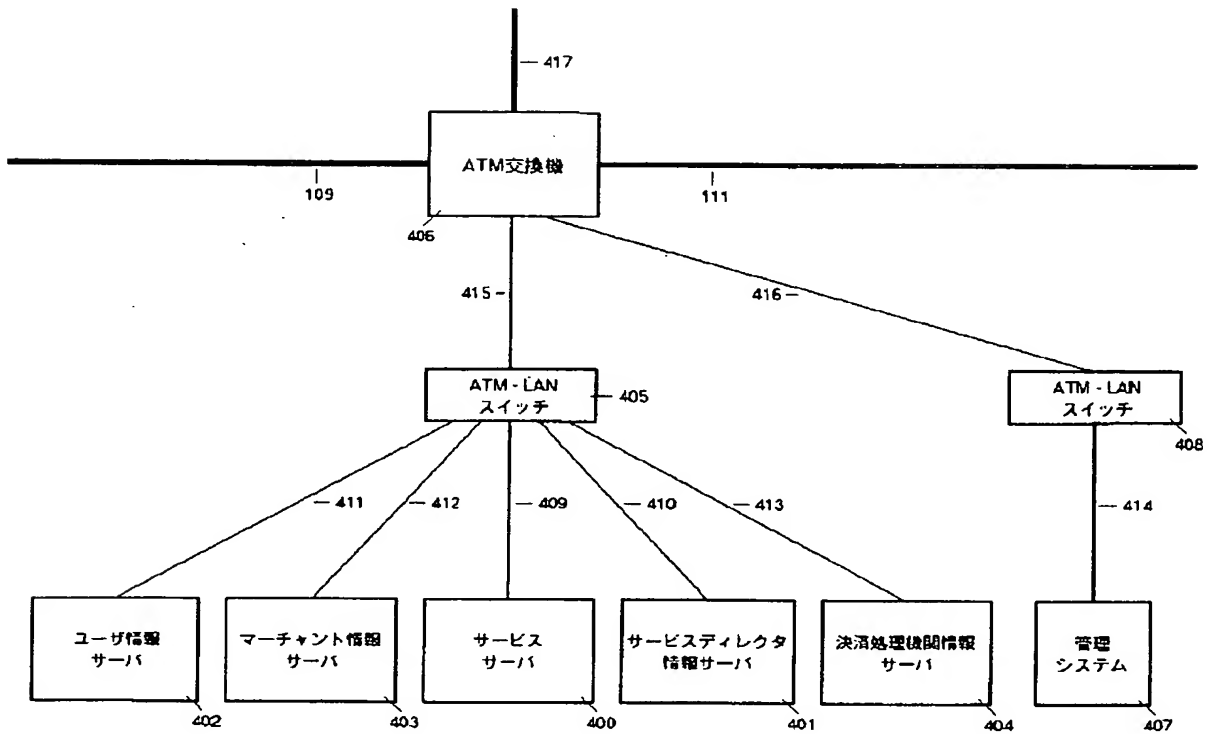 417
ATM交換機
109
111
406
415
416
ATM - LAN
スイッチ
405
ATM - LAN
スイッチ
408
411
412
409
410
413
414
ユーザ情報
サーバ
マーチャント情報
サーバ
サービス
サーバ
サービスディレクタ
情報サーバ
決済処理機関情報
サーバ
管理
システム
402
403
400
401
404
407